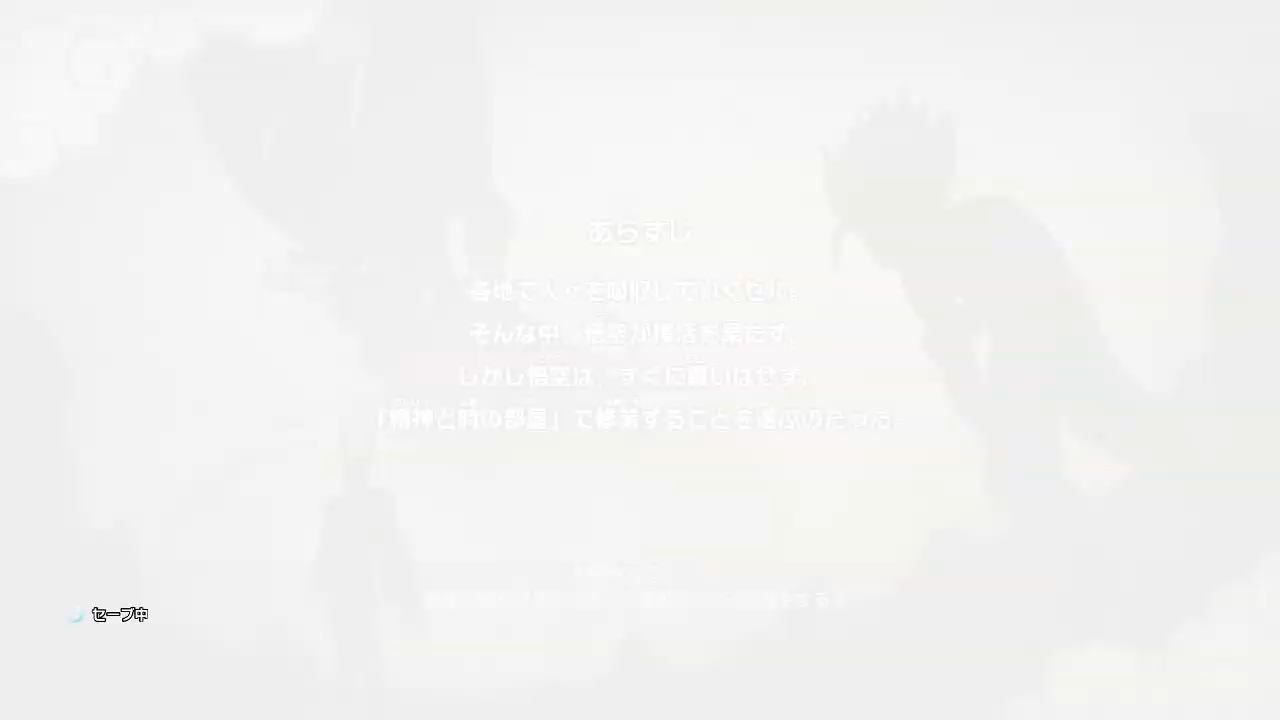 あらすじ
各地で人々を吸収していくセル。
そんな中、悟空が復活を果たす。
しかし悟空は、すぐに闘いはせず、
「精神と時の部屋」で修業することを選ぶのだった。
セーブ中